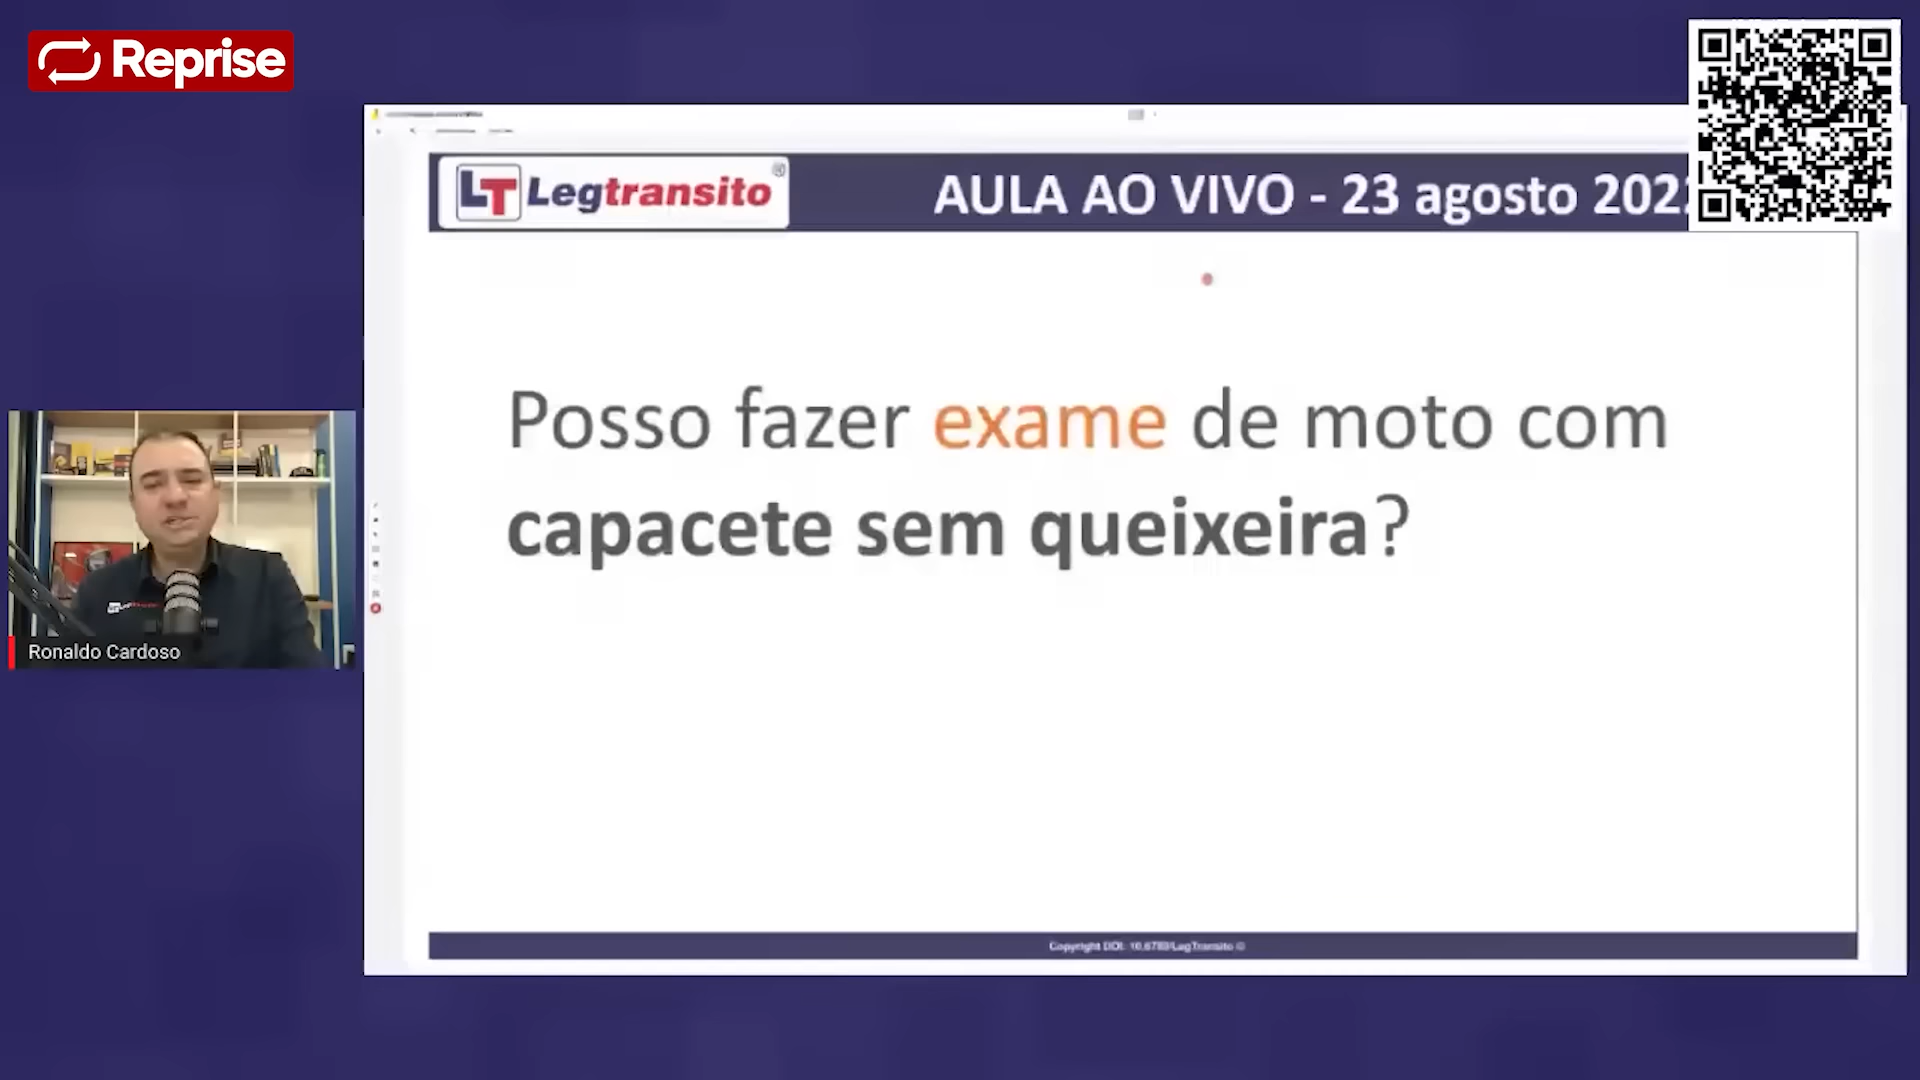 Reprise
LT Legtransito ®
AULA AO VIVO - 23 agosto 202
Posso fazer exame de moto com
capacete sem queixeira?
Ronaldo Cardoso